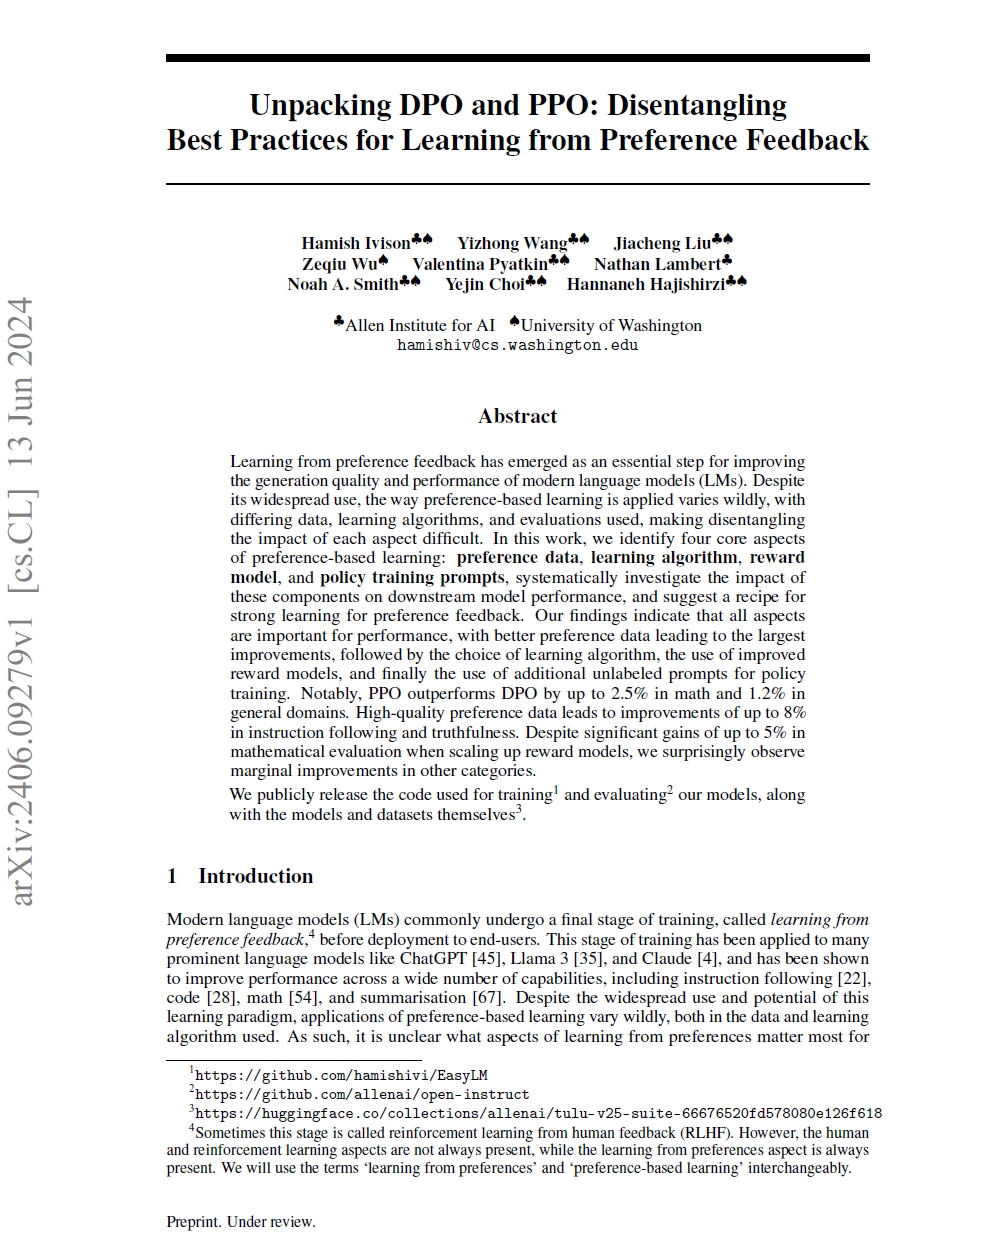 arXiv:2406.09279v1 [cs.CL] 13 Jun 2024
Unpacking DPO and PPO: Disentangling
Best Practices for Learning from Preference Feedback
Hamish Ivison♣♠ Yizhong Wang♣♠ Jiacheng Liu♣♠
Zeqiu Wu♠ Valentina Pyatkin♣♠ Nathan Lambert♣
Noah A. Smith♣♠ Yejin Choi♣♠ Hannaneh Hajishirzi♣♠
♣Allen Institute for AI ♠University of Washington
hamishiv@cs.washington.edu
Abstract
Learning from preference feedback has emerged as an essential step for improving
the generation quality and performance of modern language models (LMs). Despite
its widespread use, the way preference-based learning is applied varies wildly, with
differing data, learning algorithms, and evaluations used, making disentangling
the impact of each aspect difficult. In this work, we identify four core aspects
of preference-based learning: preference data, learning algorithm, reward
model, and policy training prompts, systematically investigate the impact of
these components on downstream model performance, and suggest a recipe for
strong learning for preference feedback. Our findings indicate that all aspects
are important for performance, with better preference data leading to the largest
improvements, followed by the choice of learning algorithm, the use of improved
reward models, and finally the use of additional unlabeled prompts for policy
training. Notably, PPO outperforms DPO by up to 2.5% in math and 1.2% in
general domains. High-quality preference data leads to improvements of up to 8%
in instruction following and truthfulness. Despite significant gains of up to 5% in
mathematical evaluation when scaling up reward models, we surprisingly observe
marginal improvements in other categories.
We publicly release the code used for training1 and evaluating2 our models, along
with the models and datasets themselves3.
1 Introduction
Modern language models (LMs) commonly undergo a final stage of training, called learning from
preference feedback,4 before deployment to end-users. This stage of training has been applied to many
prominent language models like ChatGPT [45], Llama 3 [35], and Claude [4], and has been shown
to improve performance across a wide number of capabilities, including instruction following [22],
code [28], math [54], and summarisation [67]. Despite the widespread use and potential of this
learning paradigm, applications of preference-based learning vary wildly, both in the data and learning
algorithm used. As such, it is unclear what aspects of learning from preferences matter most for
1https://github.com/hamishivi/EasyLM
2https://github.com/allenai/open-instruct
3https://huggingface.co/collections/allenai/tulu-v25-suite-66676520fd578080e126f618
4Sometimes this stage is called reinforcement learning from human feedback (RLHF). However, the human
and reinforcement learning aspects are not always present, while the learning from preferences aspect is always
present. We will use the terms ‘learning from preferences’ and ‘preference-based learning’ interchangeably.
Preprint. Under review.